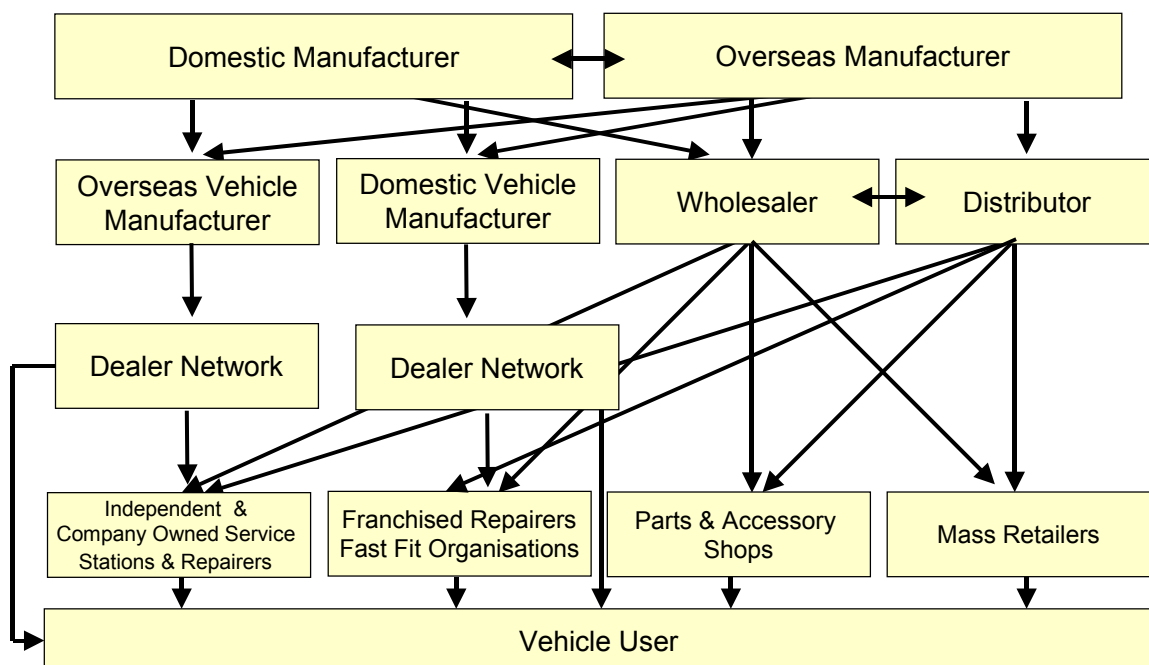 Domestic Manufacturer
Overseas Manufacturer
Overseas Vehicle
Manufacturer
Domestic Vehicle
Manufacturer
Wholesaler
Distributor
Dealer Network
Dealer Network
Independent &
Company Owned Service
Stations & Repairers
Franchised Repairers
Fast Fit Organisations
Parts & Accessory
Shops
Mass Retailers
Vehicle User